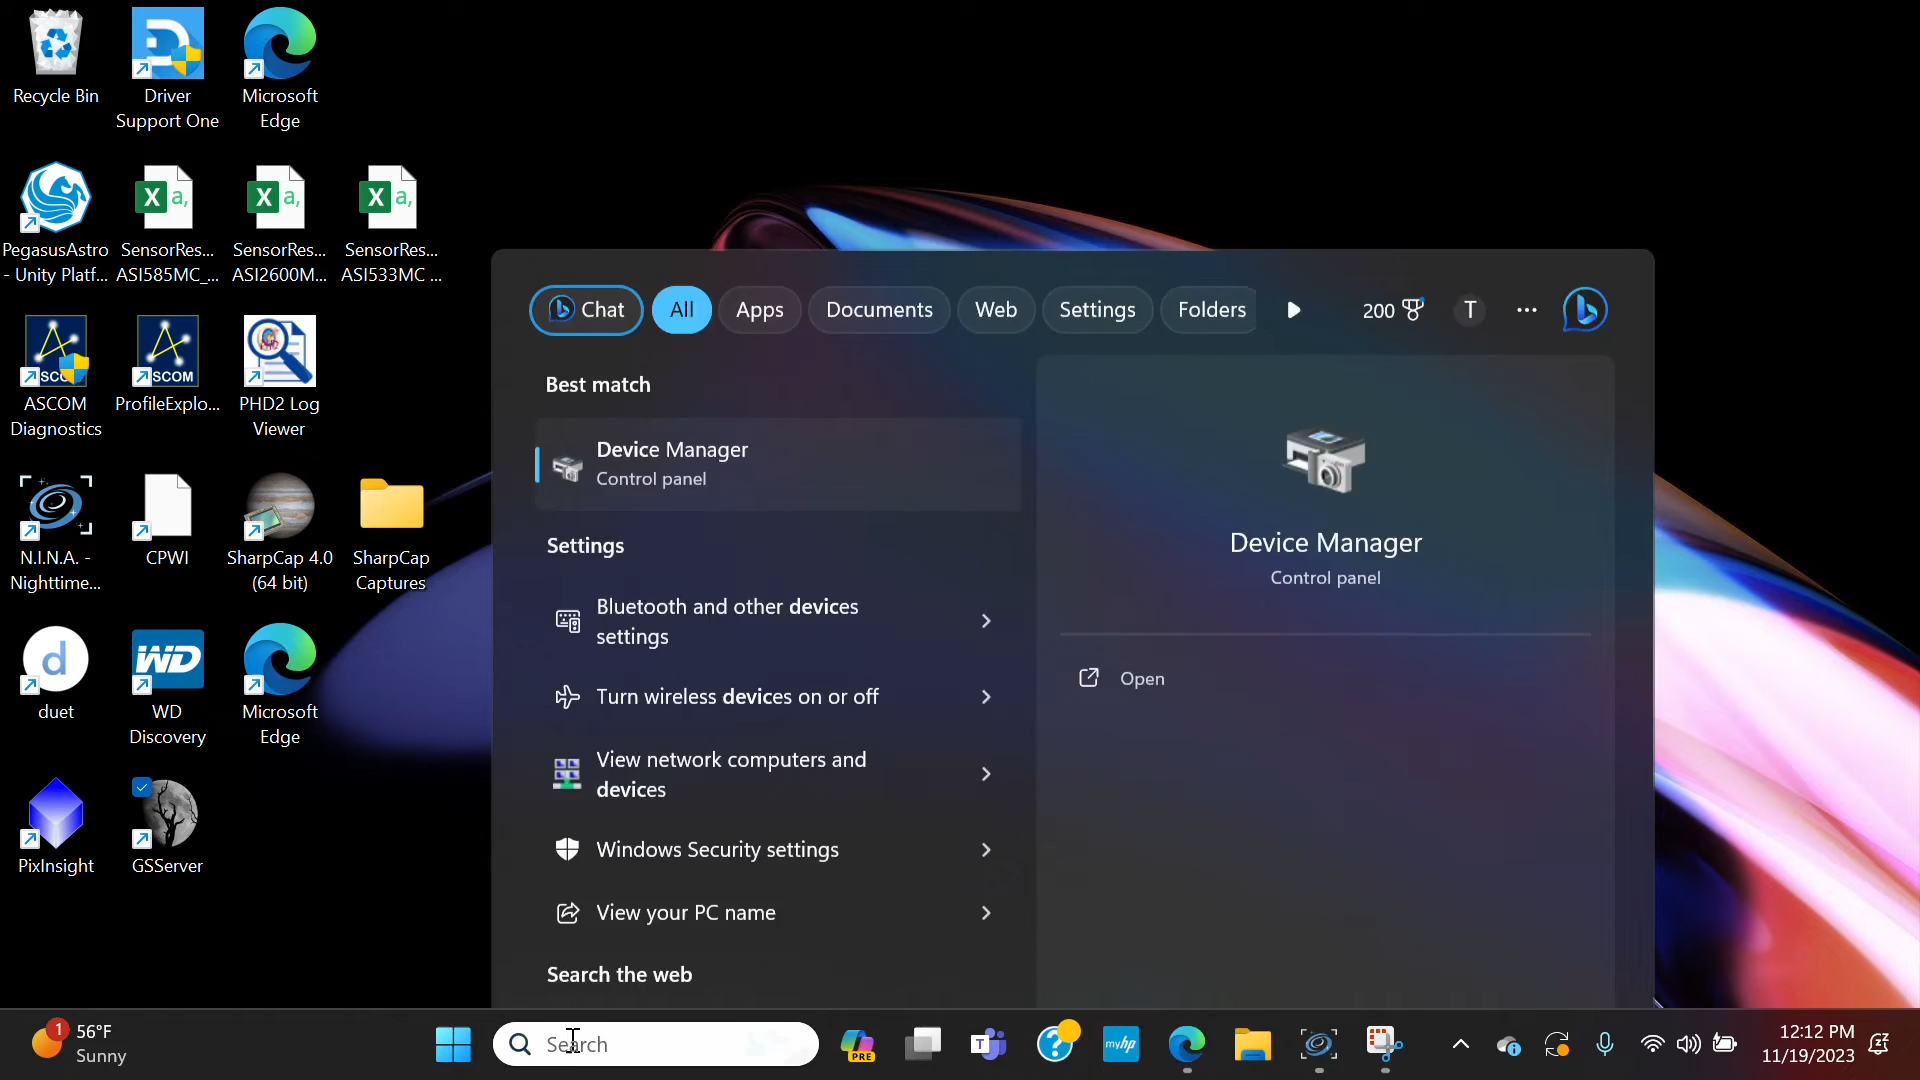 Recycle Bin
Driver
Support One
Microsoft
Edge
PegasusAstro
- Unity Platf...
SensorRes...
ASI585MC_...
SensorRes...
ASI2600M...
SensorRes...
ASI533MC ...
ASCOM
Diagnostics
ProfileExplo...
PHD2 Log
Viewer
N.I.N.A. -
Nighttime...
CPWI
SharpCap 4.0
(64 bit)
SharpCap
Captures
duet
WD
Discovery
Microsoft
Edge
PixInsight
GSServer
Chat
All
Apps
Documents
Web
Settings
Folders
200
T
Best match
Device Manager
Control panel
Settings
Bluetooth and other devices
settings
Turn wireless devices on or off
View network computers and
devices
Windows Security settings
View your PC name
Search the web
Device Manager
Control panel
Open
1
56°F
Sunny
Search
PRE
T
myhp
12:12 PM
11/19/2023